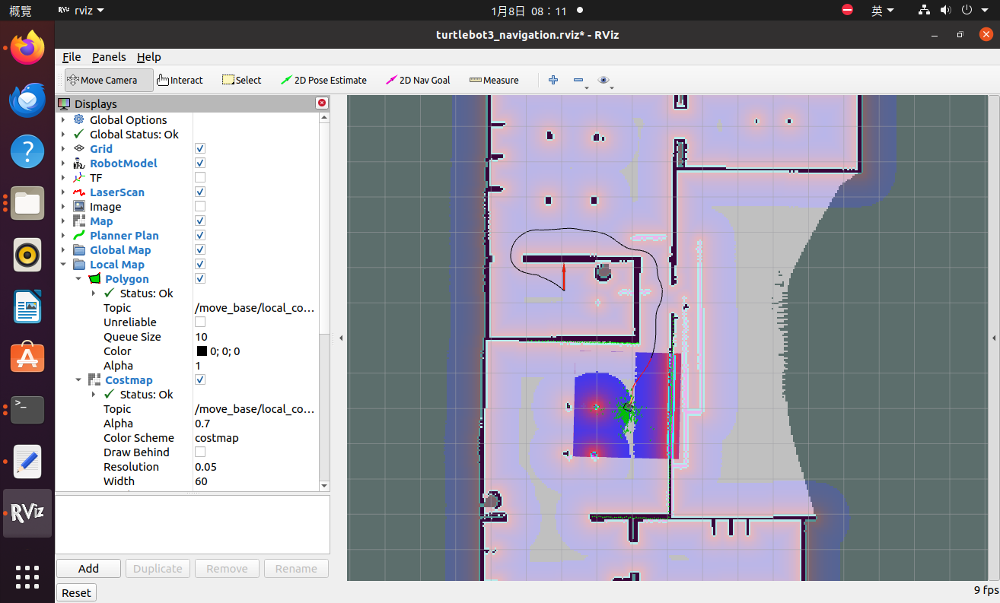 概覽 RViz rviz 1月8日 08：11 英
turtlebot3_navigation.rviz* - RViz
File Panels Help
Move Camera Interact Select 2D Pose Estimate 2D Nav Goal Measure
Displays
Global Options
Global Status: Ok
Grid
RobotModel
TF
LaserScan
Image
Map
Planner Plan
Global Map
Local Map
Polygon
Status: Ok
Topic /move_base/local_co...
Unreliable
Queue Size 10
Color 0; 0; 0
Alpha 1
Costmap
Status: Ok
Topic /move_base/local_co...
Alpha 0.7
Color Scheme costmap
Draw Behind
Resolution 0.05
Width 60
RViz
Add Duplicate Remove Rename
Reset 9 fps